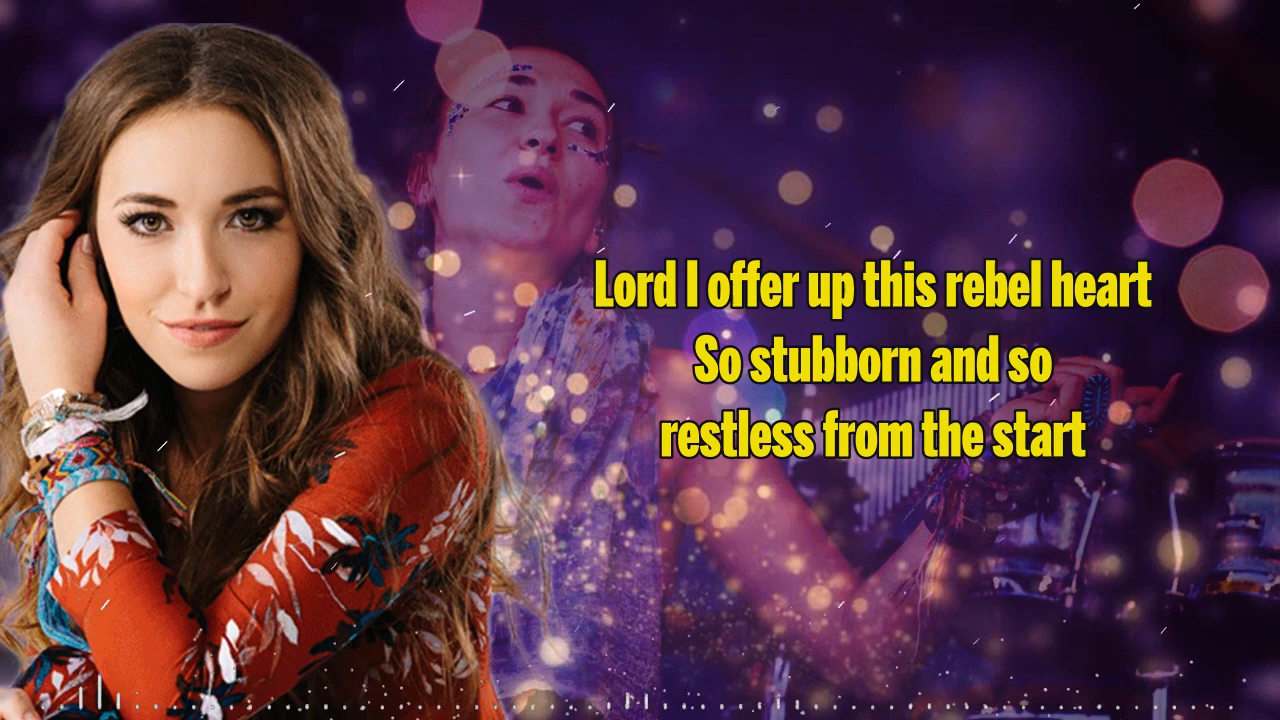 Lord I offer up this rebel heart
So stubborn and so
restless from the start